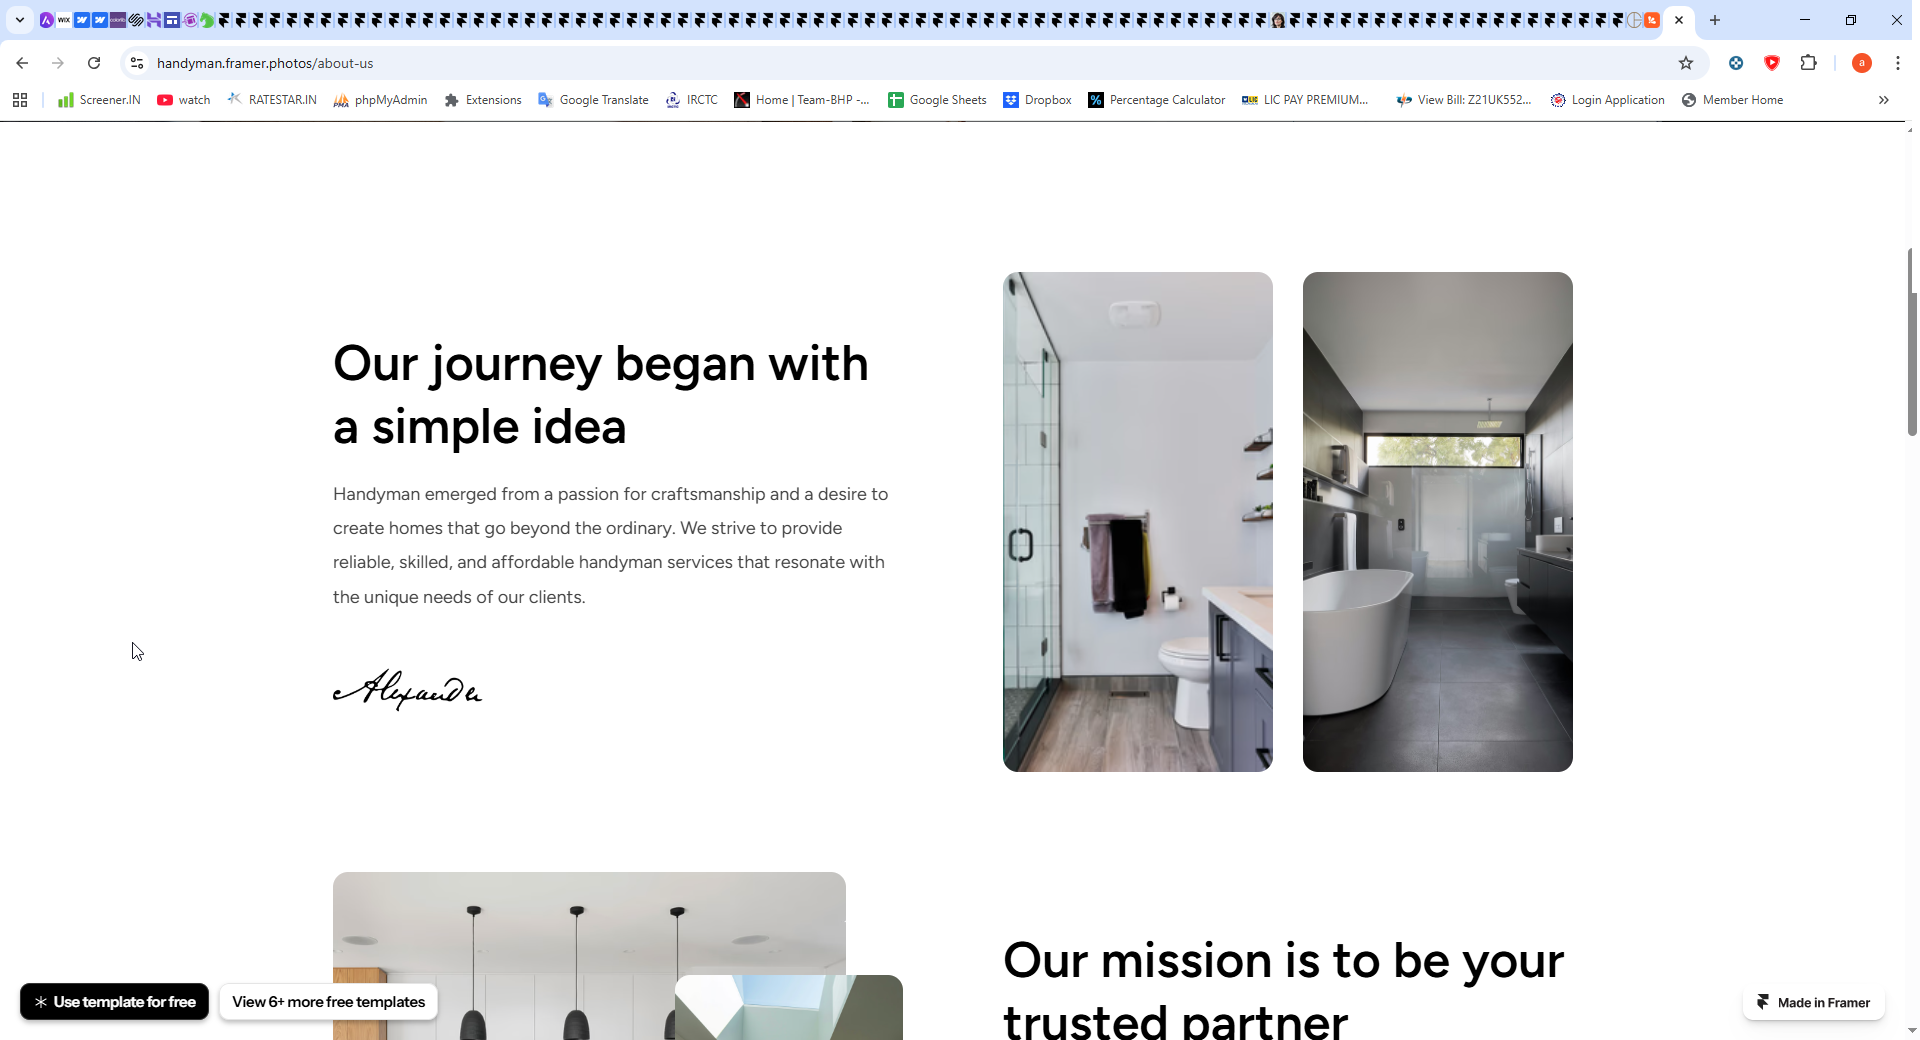 handyman.framer.photos/about-us
a
Screener.IN
watch
RATESTAR.IN
phpMyAdmin
Extensions
Google Translate
IRCTC
Home | Team-BHP -...
Google Sheets
Dropbox
Percentage Calculator
LIC PAY PREMIUM...
View Bill: Z21UK552...
Login Application
Member Home
Our journey began with
a simple idea
Handyman emerged from a passion for craftsmanship and a desire to
create homes that go beyond the ordinary. We strive to provide
reliable, skilled, and affordable handyman services that resonate with
the unique needs of our clients.
Alexander
Our mission is to be your
trusted partner
Use template for free
View 6+ more free templates
Made in Framer